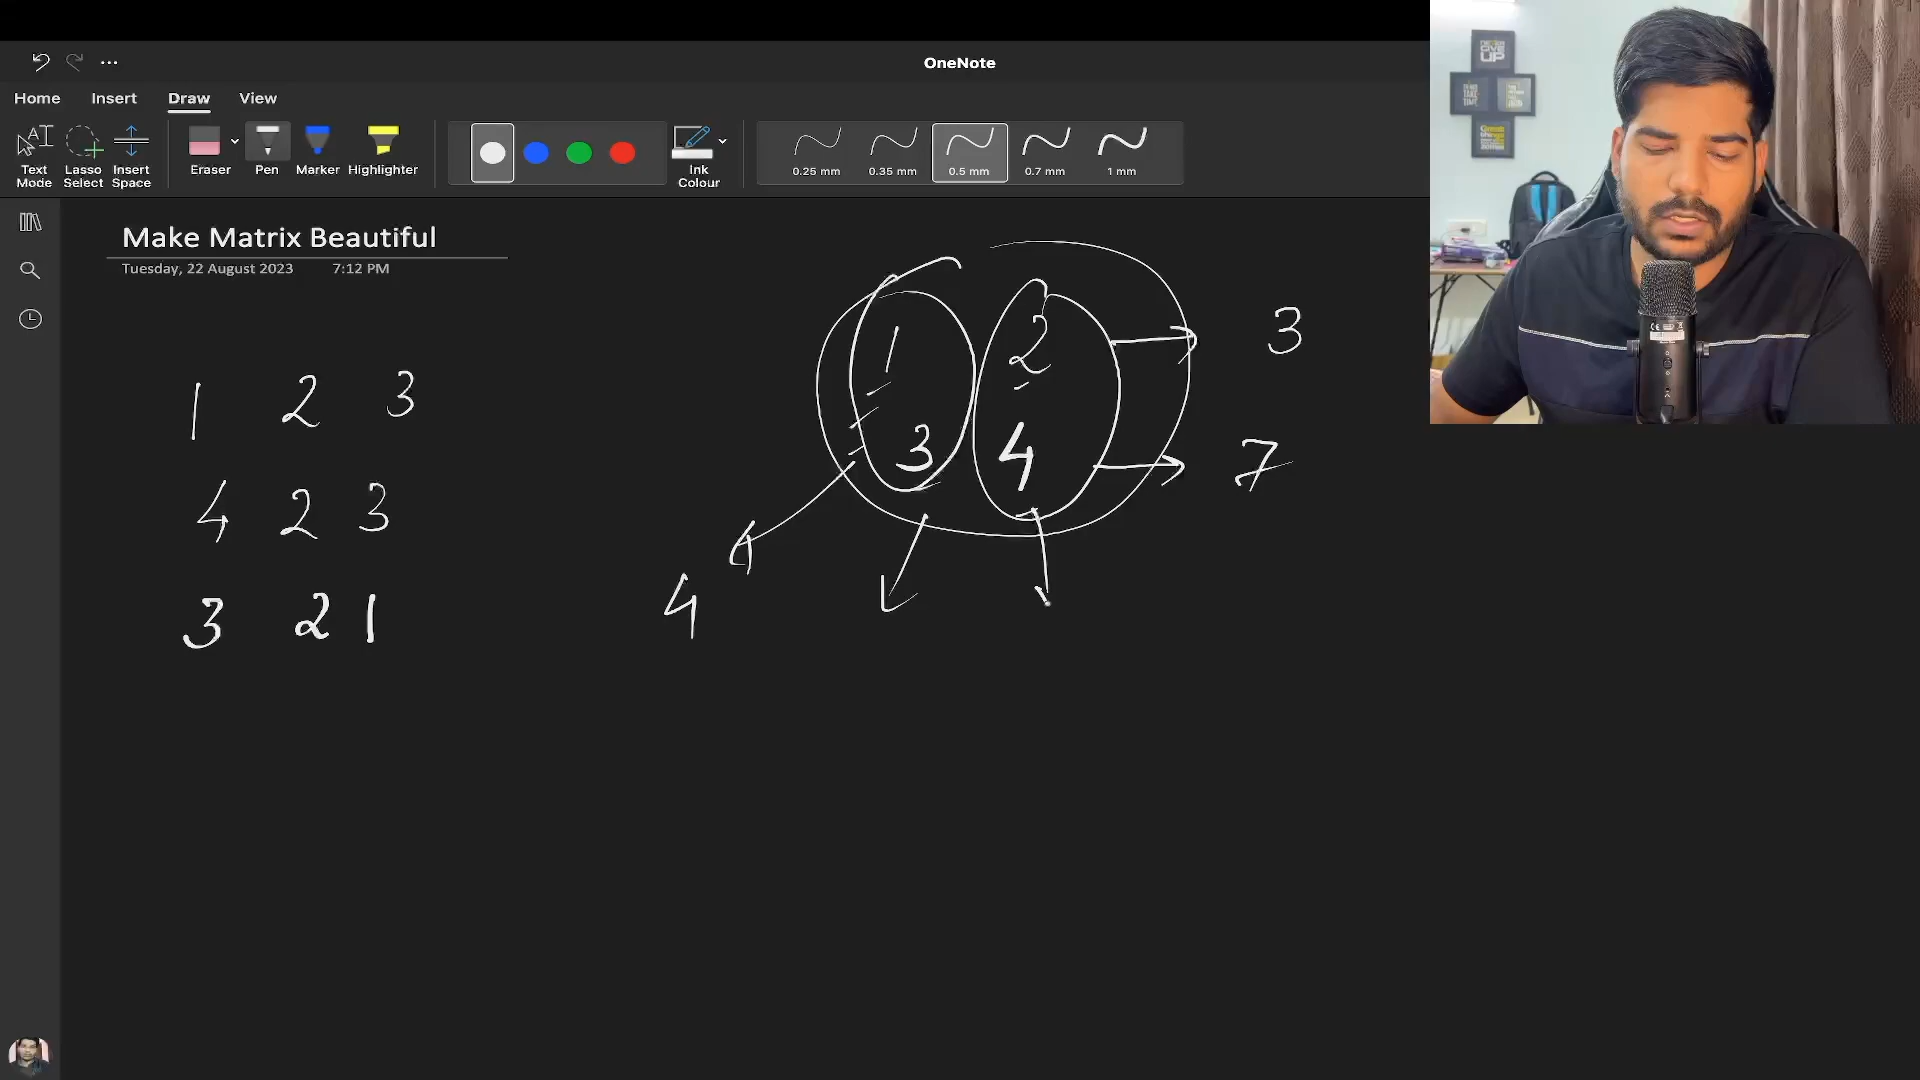 OneNote
Home Insert Draw View
Text Mode
Lasso Select
Insert Space
Eraser
Pen
Marker
Highlighter
Ink Colour
0.25 mm
0.35 mm
0.5 mm
0.7 mm
1 mm
Make Matrix Beautiful
Tuesday, 22 August 2023 7:12 PM
1 2 3
4 2 3
3 2 1
1 2 3
3 4 7
4
NEVER GIVE UP